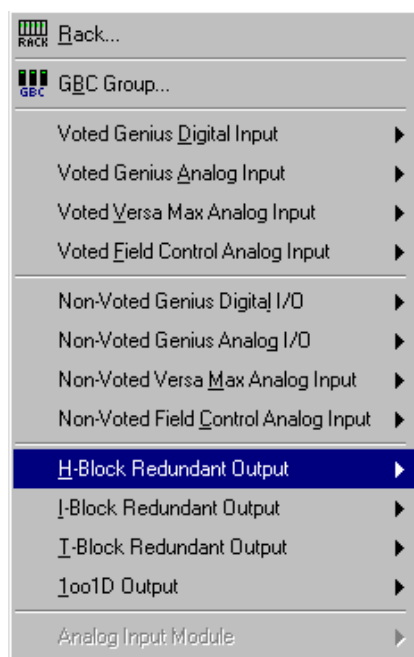 RACK Rack...
GBC GBC Group...
Voted Genius Digital Input
Voted Genius Analog Input
Voted Versa Max Analog Input
Voted Field Control Analog Input
Non-Voted Genius Digital I/O
Non-Voted Genius Analog I/O
Non-Voted Versa Max Analog Input
Non-Voted Field Control Analog Input
H-Block Redundant Output
I-Block Redundant Output
T-Block Redundant Output
1oo1D Output
Analog Input Module